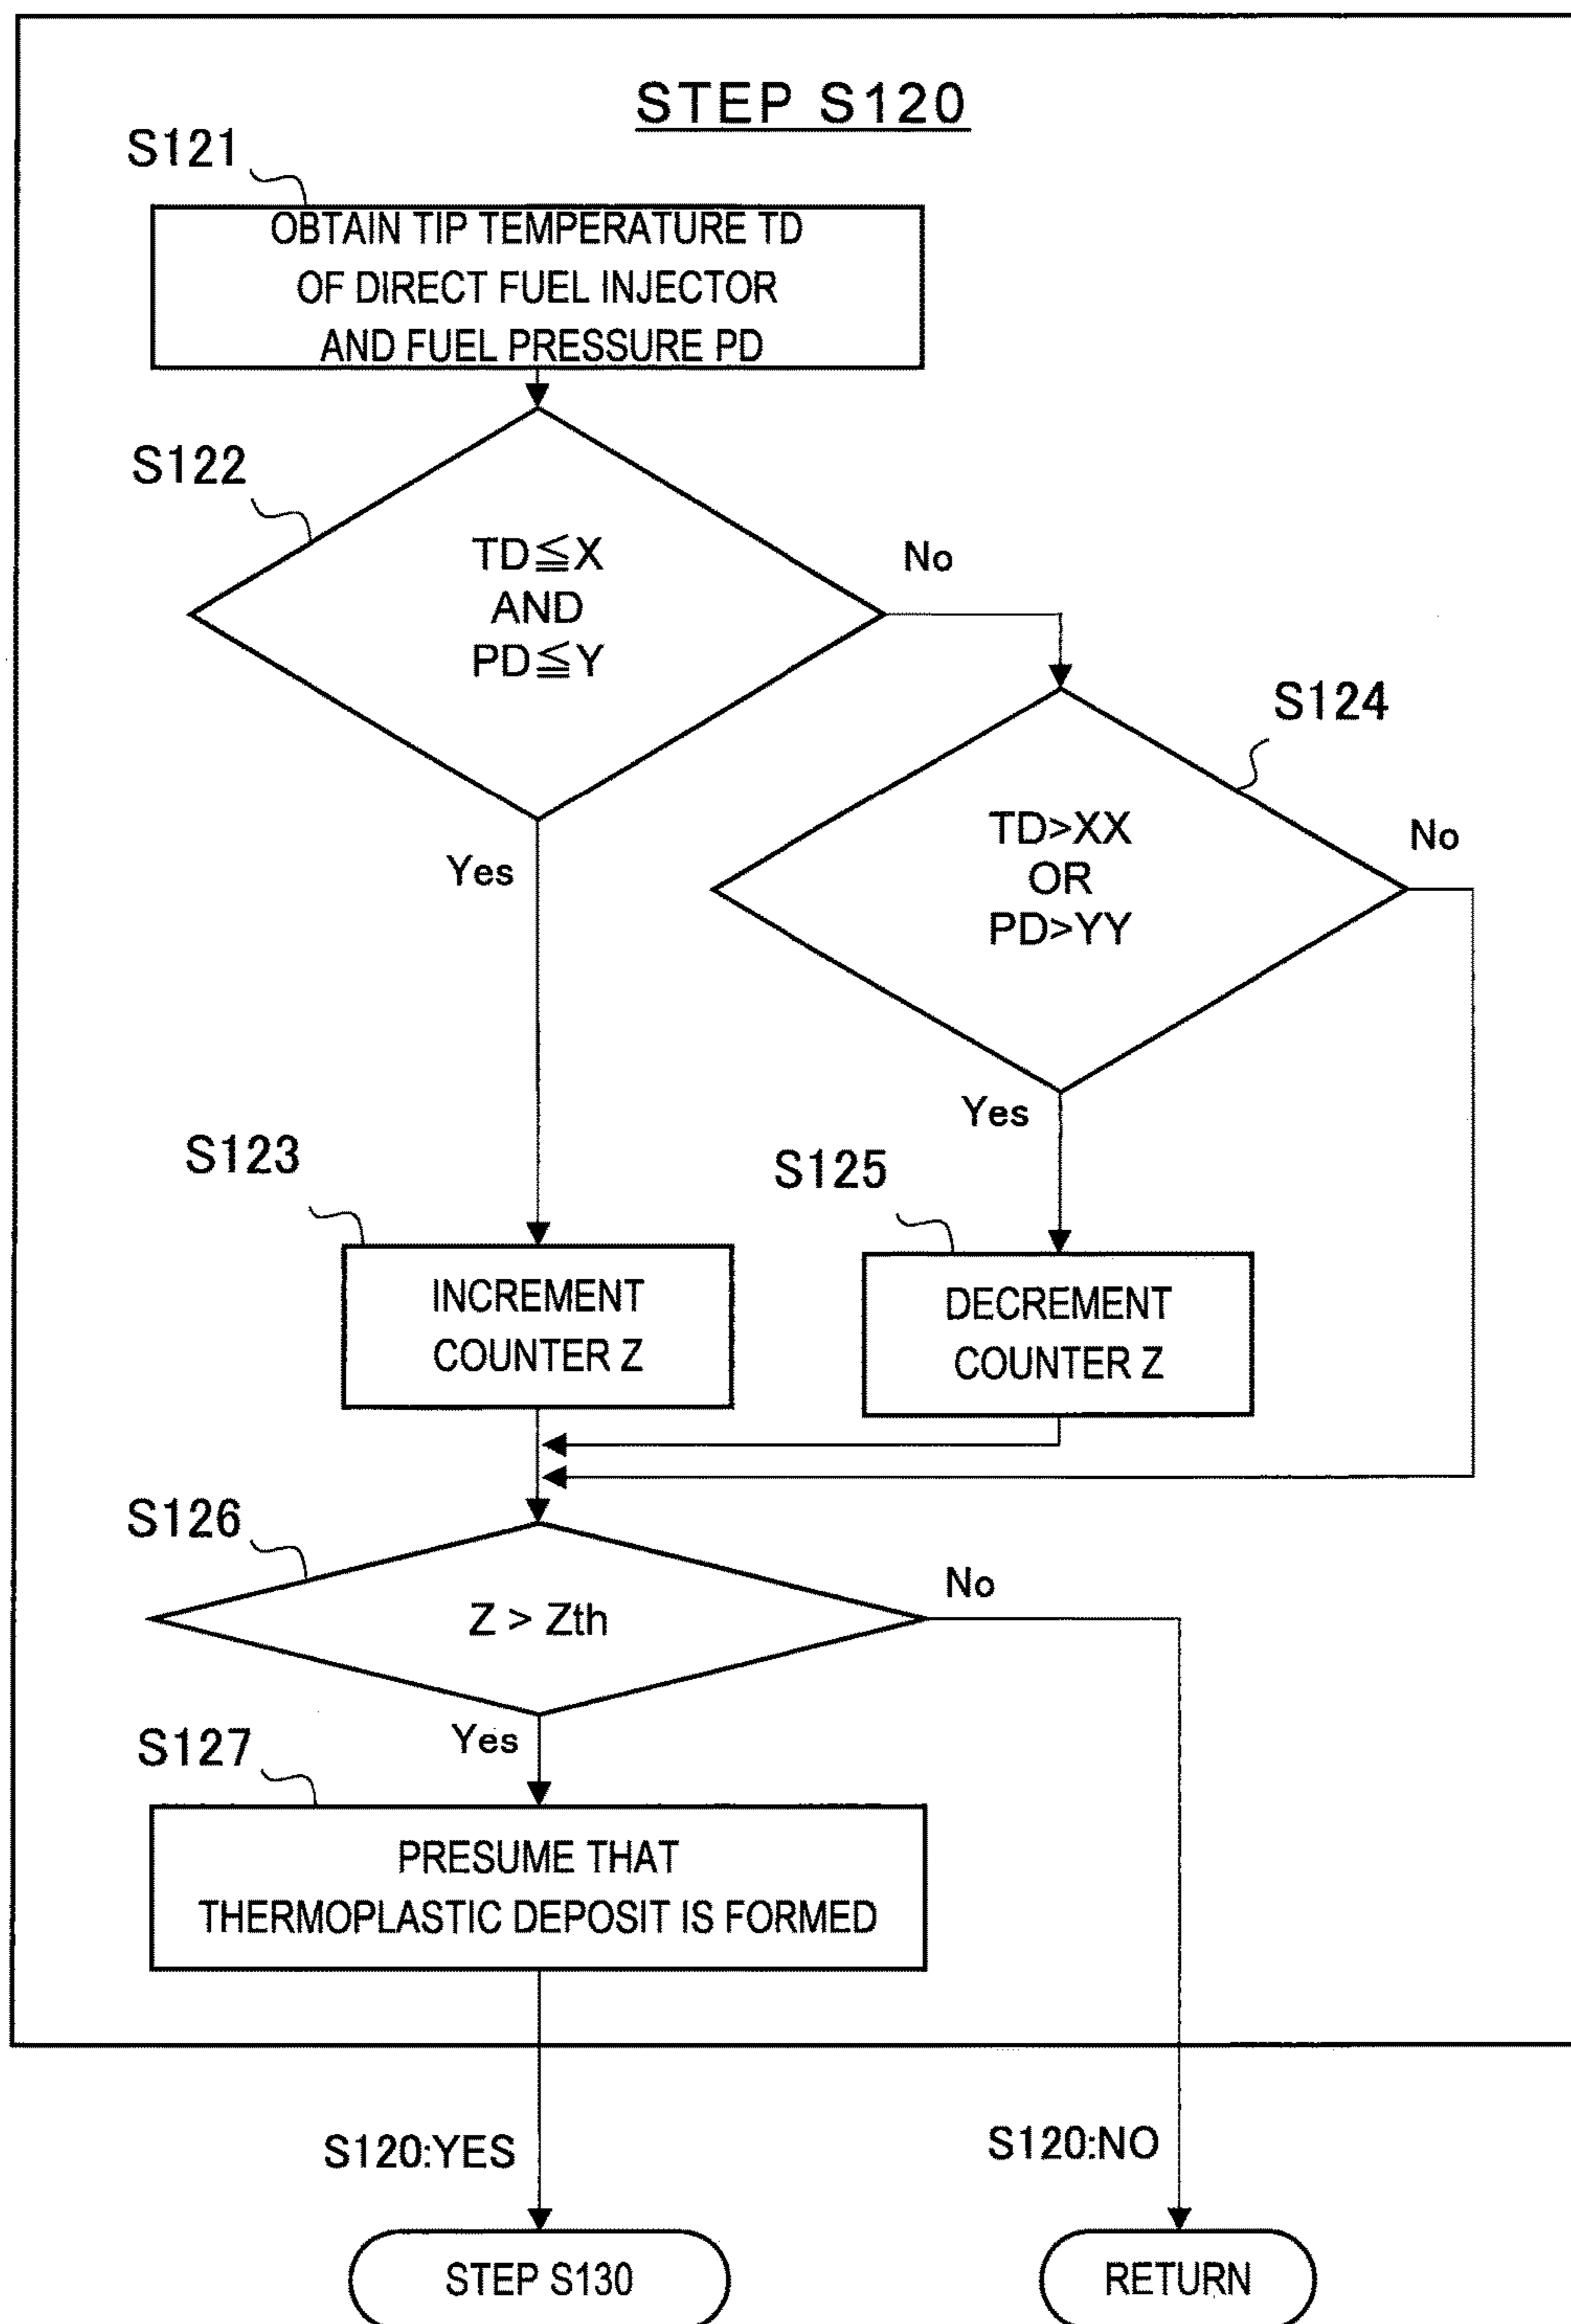 STEP S120
S121
OBTAIN TIP TEMPERATURE TD
OF DIRECT FUEL INJECTOR
AND FUEL PRESSURE PD
S122
TD≦X
AND
PD≦Y
No
Yes
S124
TD>XX
OR
PD>YY
No
Yes
S123
INCREMENT
COUNTER Z
S125
DECREMENT
COUNTER Z
S126
Z > Zth
No
Yes
S127
PRESUME THAT
THERMOPLASTIC DEPOSIT IS FORMED
S120:YES
S120:NO
STEP S130
RETURN